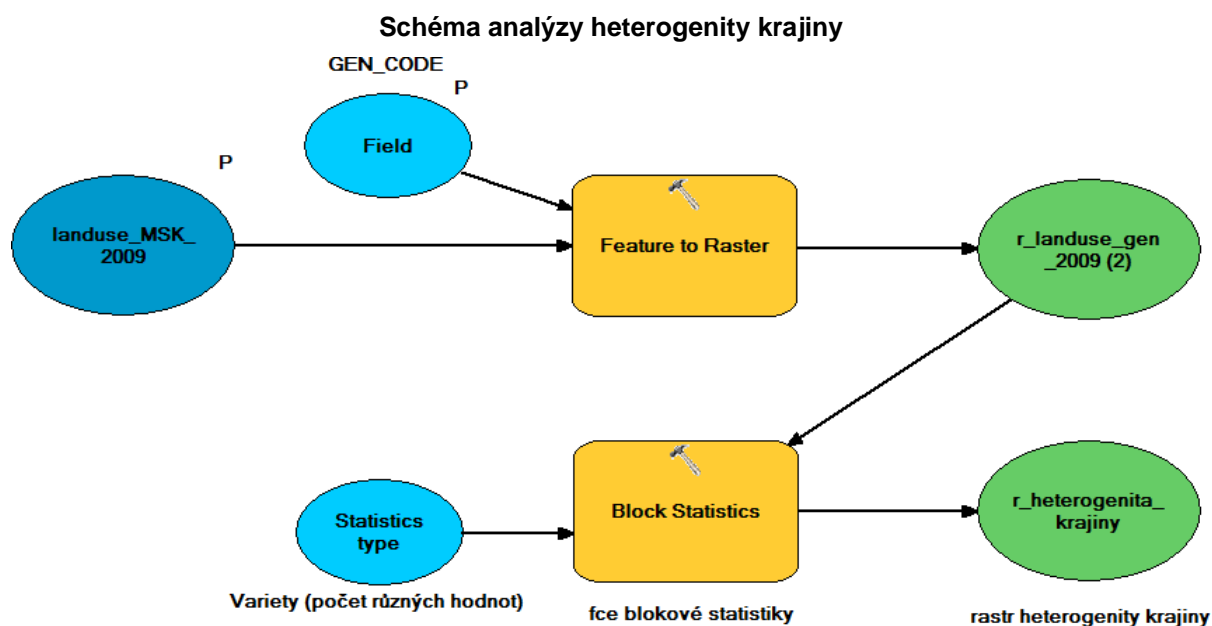 Schéma analýzy heterogenity krajiny
GEN_CODE
P
Field
P
landuse_MSK_
2009
Feature to Raster
r_landuse_gen
_2009 (2)
Statistics
type
Block Statistics
r_heterogenita_
krajiny
Variety (počet různých hodnot)
fce blokové statistiky
rastr heterogenity krajiny